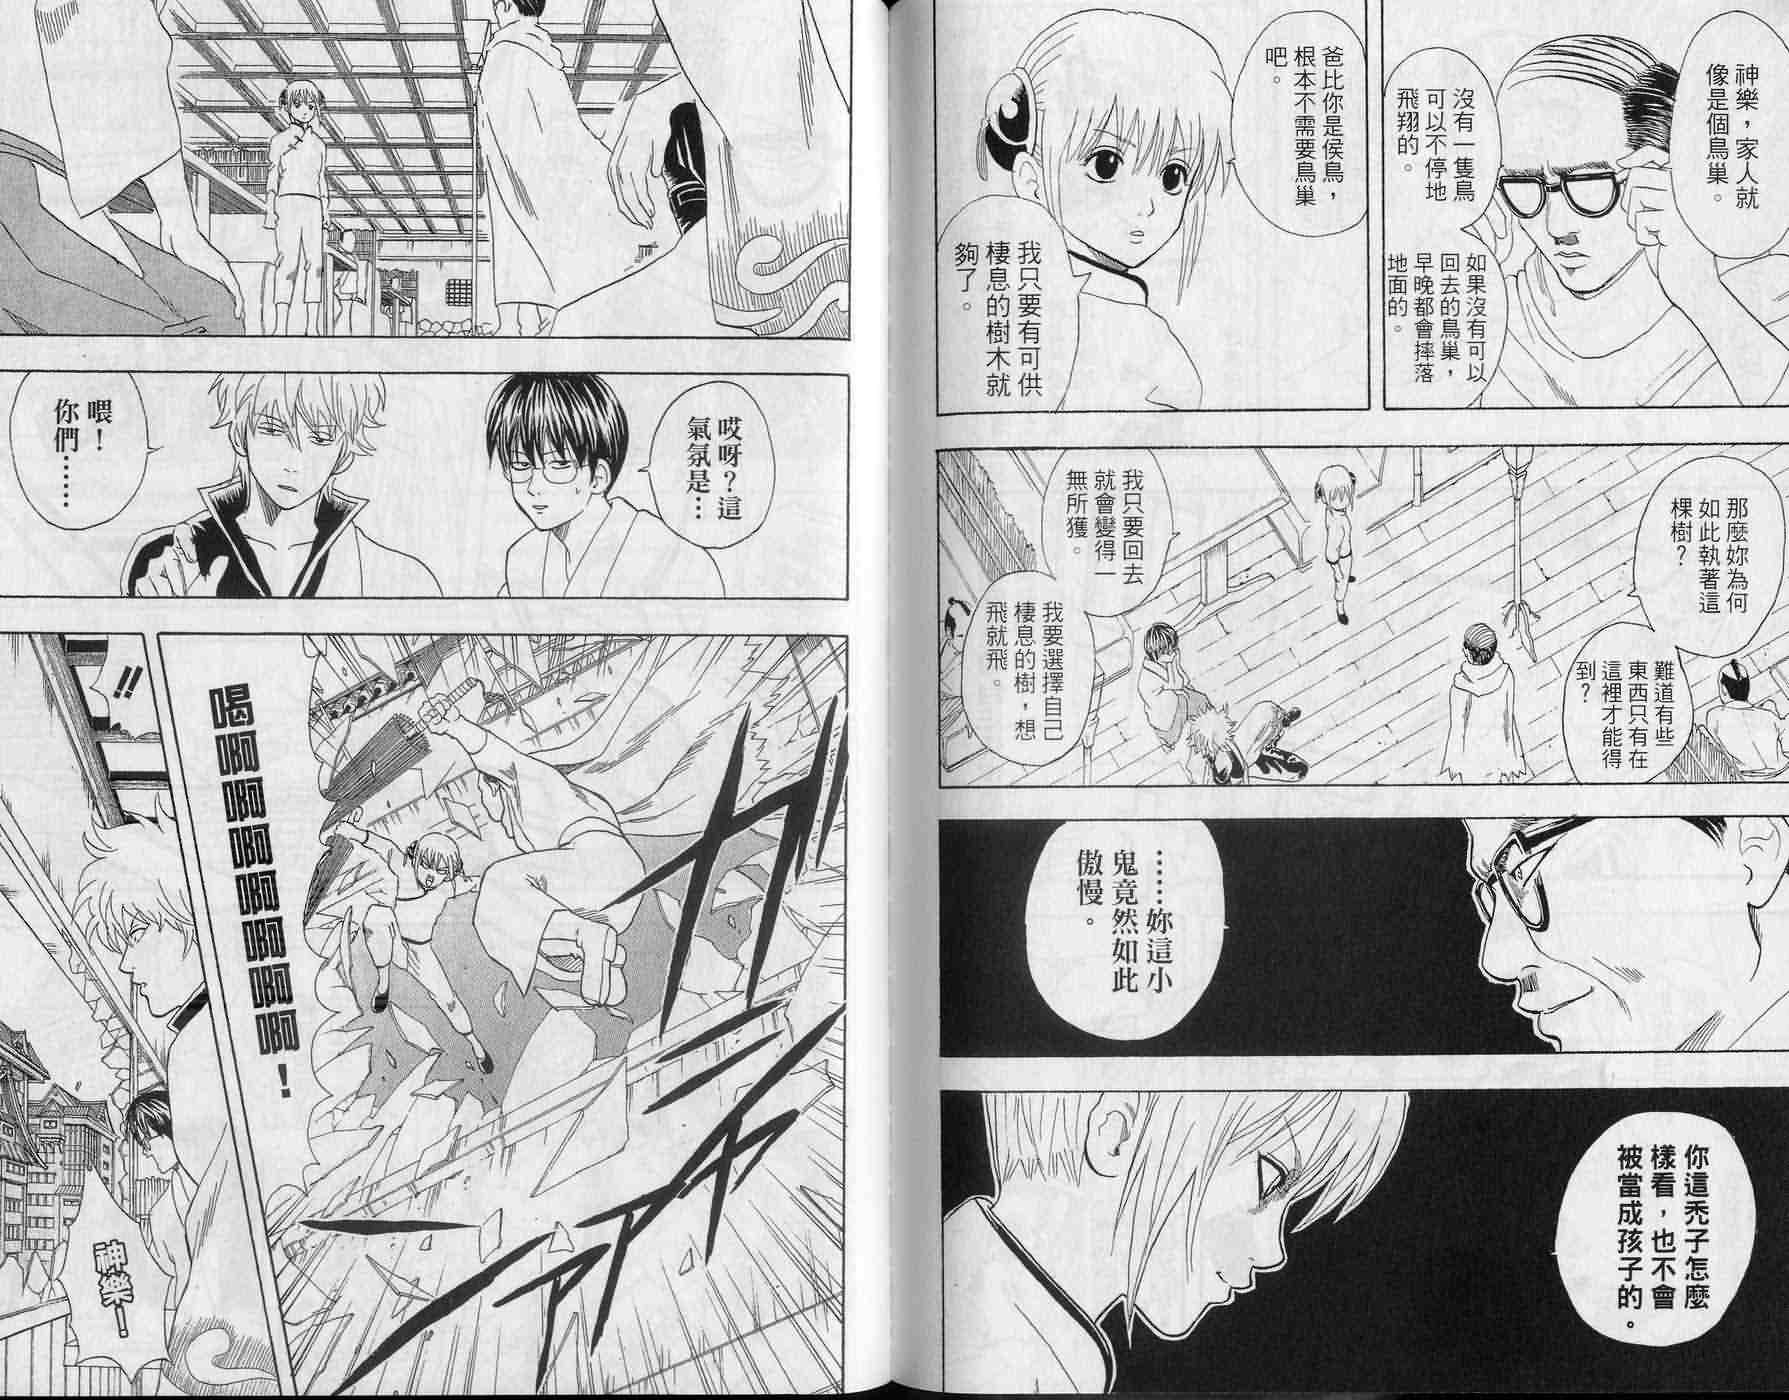 神樂，家人就
像是個鳥巢。
沒有一隻鳥
可以不停地
飛翔的。
如果沒有可以
回去的鳥巢，
早晚都會摔落
地面的。
爸比你是侯鳥，
根本不需要鳥巢
吧。
我只要有可供
棲息的樹木就
夠了。
那麼妳為何
如此執著這
棵樹？
難道有些
東西只有在
這裡才能得
到？
我只要回去
就會變得一
無所獲。
我要選擇自己
棲息的樹，想
飛就飛。
……妳這小
鬼竟然如此
傲慢。
你這禿子怎麼
樣看，也不會
被當成孩子的。
哎呀？這
氣氛是…
喂！
你們……
ガガガッ
喝啊啊啊啊啊啊啊啊！
!!
神樂！